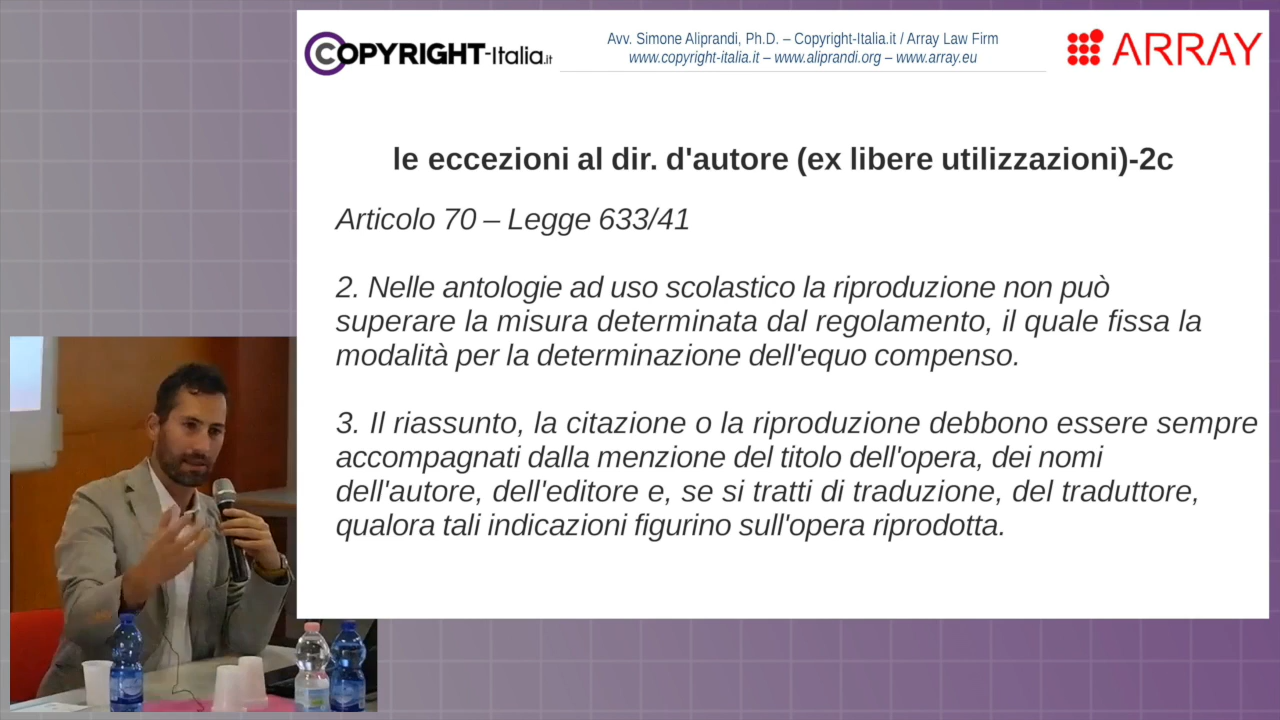 COPYRIGHT-Italia.it
Avv. Simone Aliprandi, Ph.D. – Copyright-Italia.it / Array Law Firm
www.copyright-italia.it – www.aliprandi.org – www.array.eu
ARRAY
le eccezioni al dir. d'autore (ex libere utilizzazioni)-2c
Articolo 70 – Legge 633/41
2. Nelle antologie ad uso scolastico la riproduzione non può
superare la misura determinata dal regolamento, il quale fissa la
modalità per la determinazione dell'equo compenso.
3. Il riassunto, la citazione o la riproduzione debbono essere sempre
accompagnati dalla menzione del titolo dell'opera, dei nomi
dell'autore, dell'editore e, se si tratti di traduzione, del traduttore,
qualora tali indicazioni figurino sull'opera riprodotta.